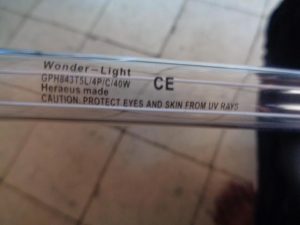 Wonder-Light
GPH843T5L/4P/C/40W CE
Heraeus made
CAUTION: PROTECT EYES AND SKIN FROM UV RAYS